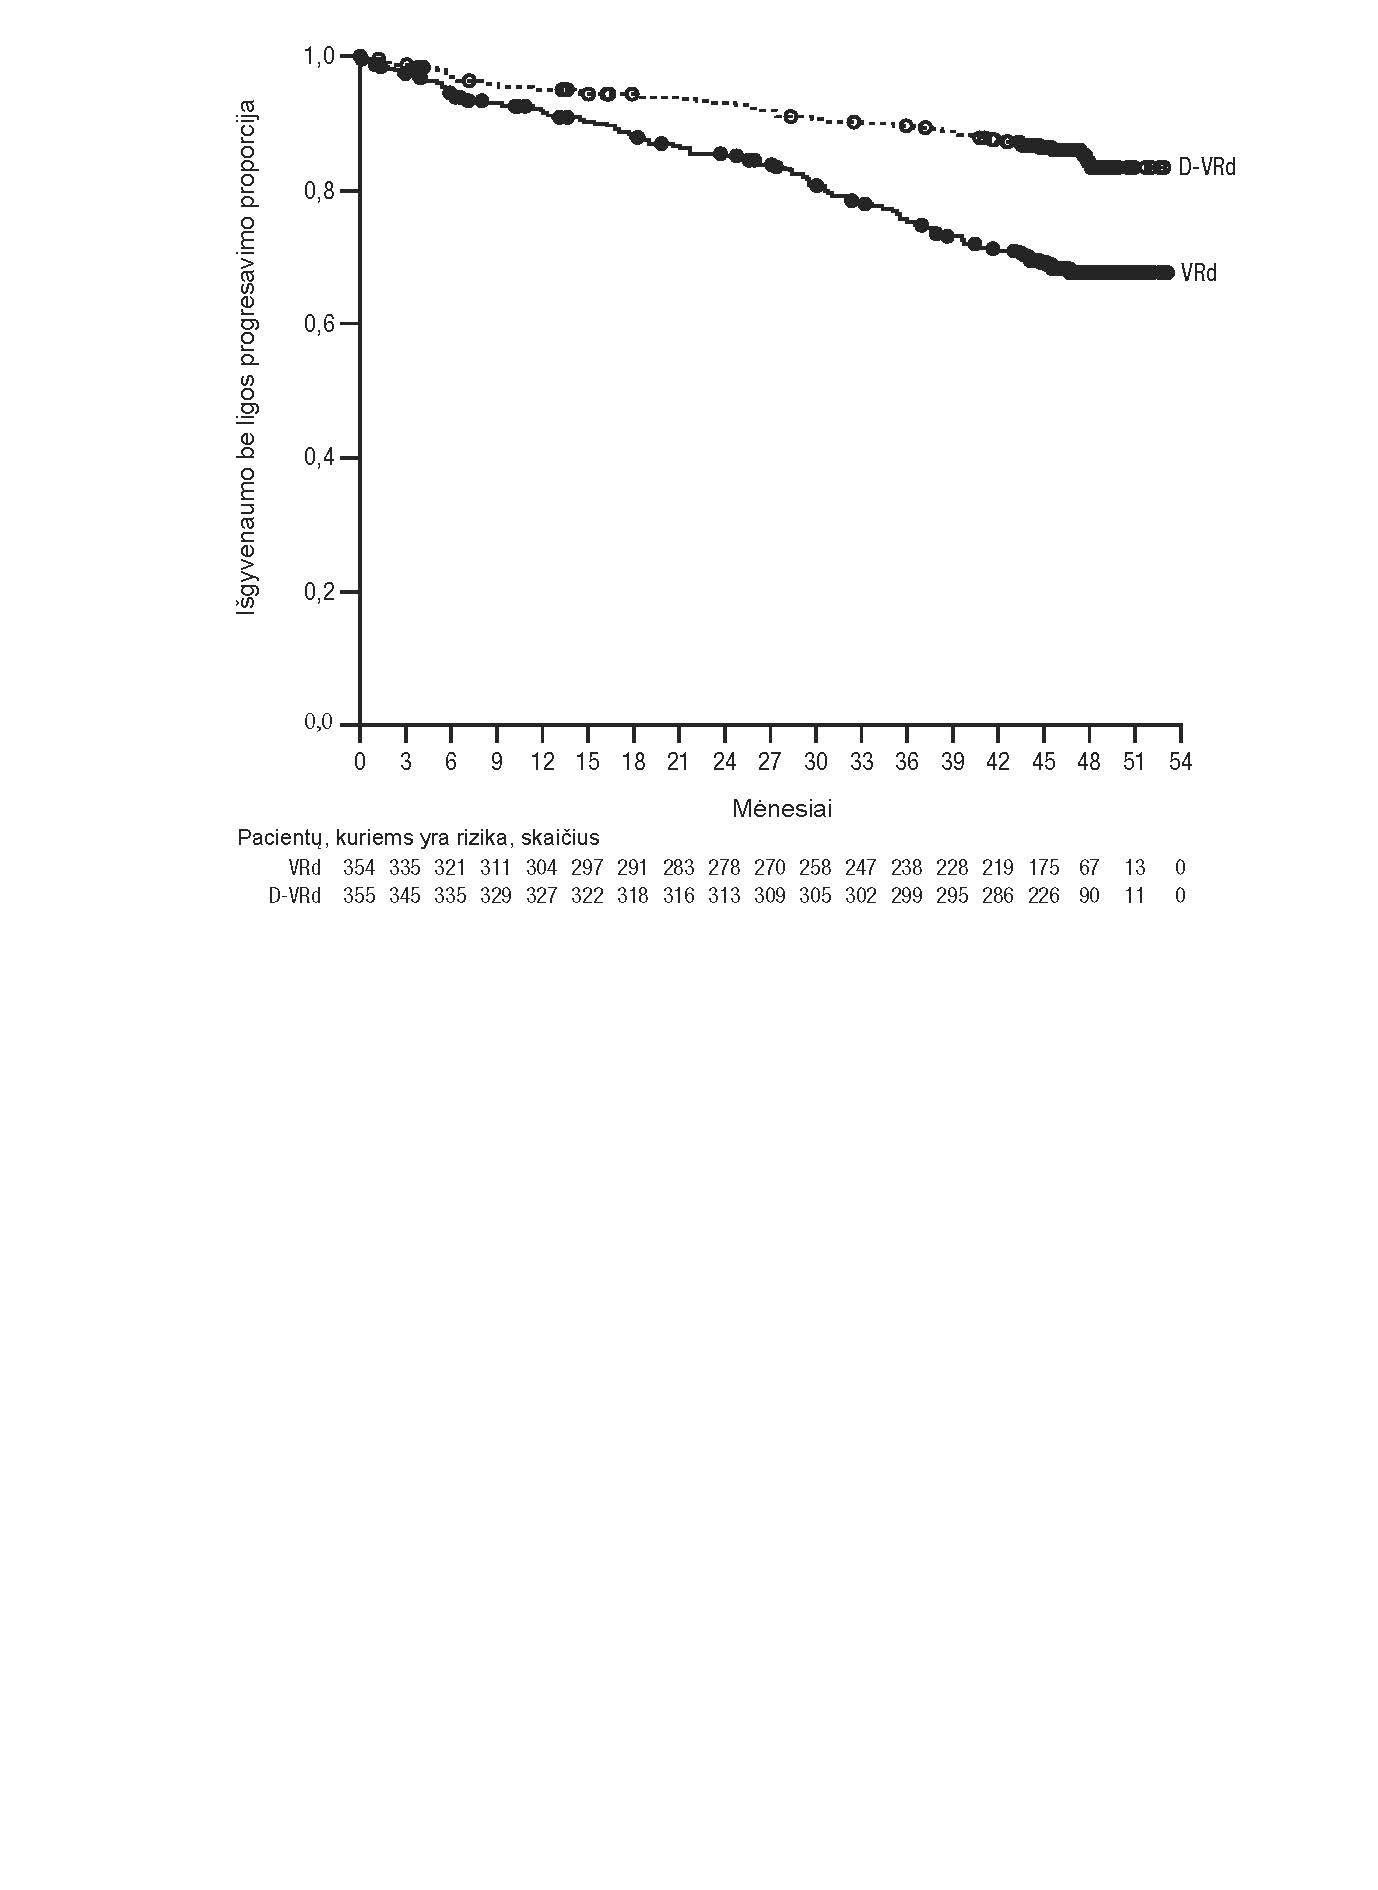 Išgyvenaumo be ligos progresavimo proporcija
1,0
0,8
0,6
0,4
0,2
0,0
D-VRd
VRd
0 3 6 9 12 15 18 21 24 27 30 33 36 39 42 45 48 51 54
Mėnesiai
Pacientų, kuriems yra rizika, skaičius
VRd 354 335 321 311 304 297 291 283 278 270 258 247 238 228 219 175 67 13 0
D-VRd 355 345 335 329 327 322 318 316 313 309 305 302 299 295 286 226 90 11 0